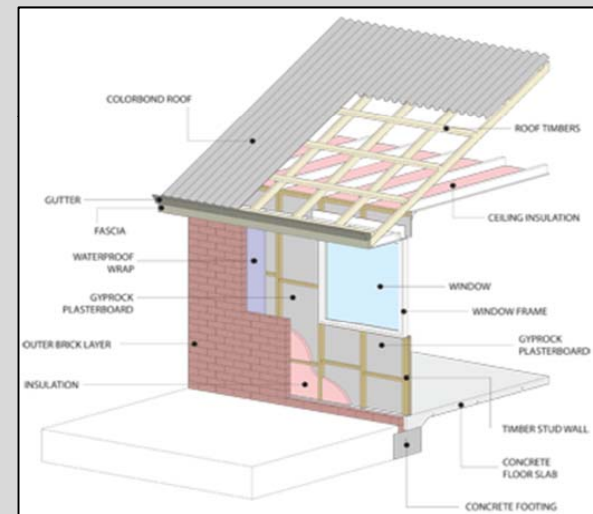 COLORBOND ROOF
ROOF TIMBERS
GUTTER
CEILING INSULATION
FASCIA
WATERPROOF
WRAP
WINDOW
GYPROCK
PLASTERBOARD
WINDOW FRAME
OUTER BRICK LAYER
GYPROCK
PLASTERBOARD
INSULATION
TIMBER STUD WALL
CONCRETE
FLOOR SLAB
CONCRETE FOOTING